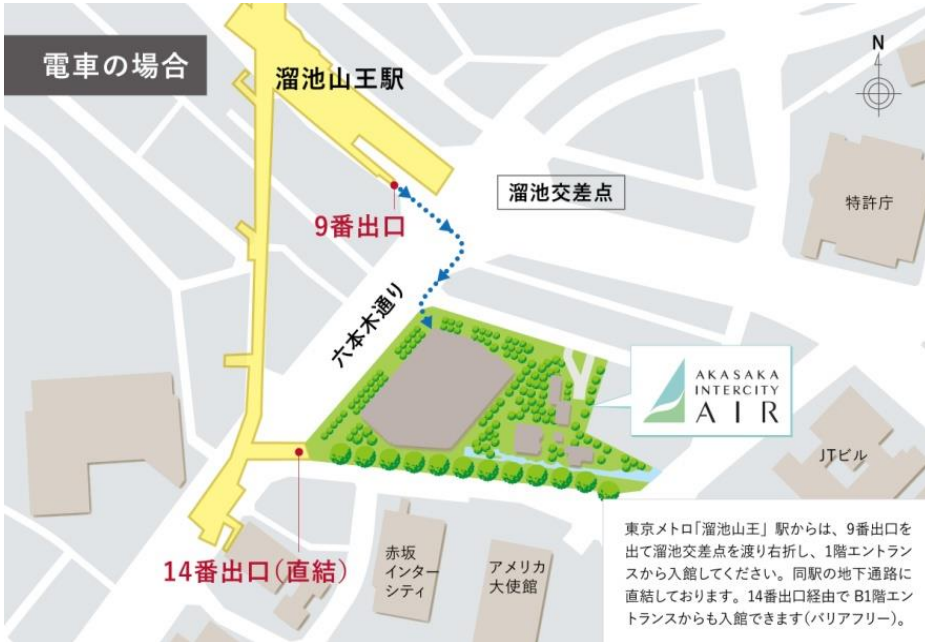 電車の場合
溜池山王駅
N
溜池交差点
特許庁
9番出口
六本木通り
AKASAKA
INTERCITY
AIR
JTビル
14番出口(直結)
赤坂
インター
シティ
アメリカ
大使館
東京メトロ「溜池山王」駅からは、9番出口を
出て溜池交差点を渡り右折し、1階エントラン
スから入館してください。同駅の地下通路に
直結しております。14番出口経由で B1階エン
トランスからも入館できます(バリアフリー)。